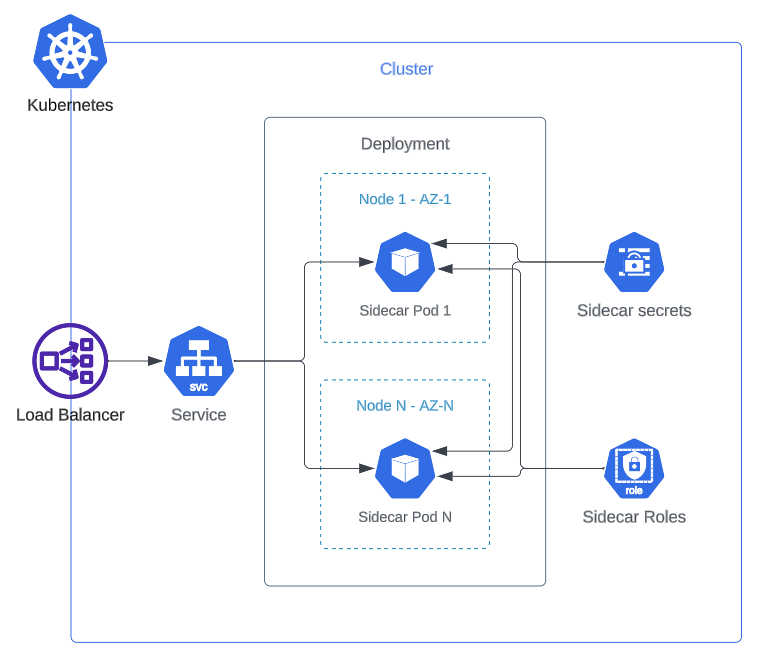 Cluster
Kubernetes
Deployment
Node 1 - AZ-1
Sidecar Pod 1
Sidecar secrets
Load Balancer
svc
Service
Node N - AZ-N
Sidecar Pod N
role
Sidecar Roles